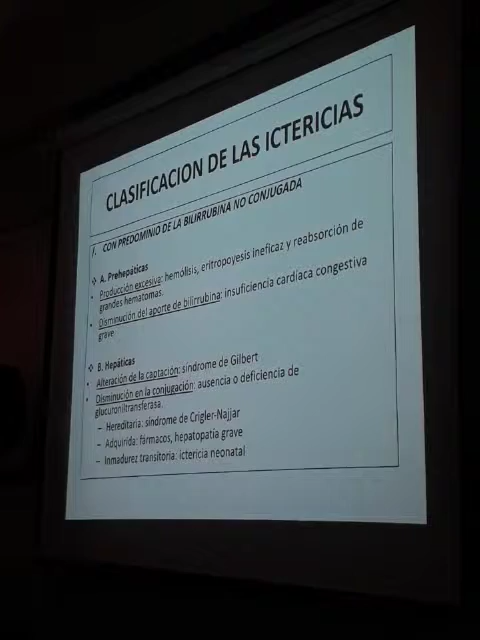 CLASIFICACION DE LAS ICTERICIAS
I. CON PREDOMINIO DE LA BILIRRUBINA NO CONJUGADA
❖ A. Prehepáticas
• Producción excesiva: hemólisis, eritropoyesis ineficaz y reabsorción de
grandes hematomas.
• Disminución del aporte de bilirrubina: insuficiencia cardíaca congestiva
grave
❖ B. Hepáticas
• Alteración de la captación: síndrome de Gilbert
• Disminución en la conjugación: ausencia o deficiencia de
glucuroniltransferasa.
– Hereditaria: síndrome de Crigler-Najjar
– Adquirida: fármacos, hepatopatía grave
– Inmadurez transitoria: ictericia neonatal